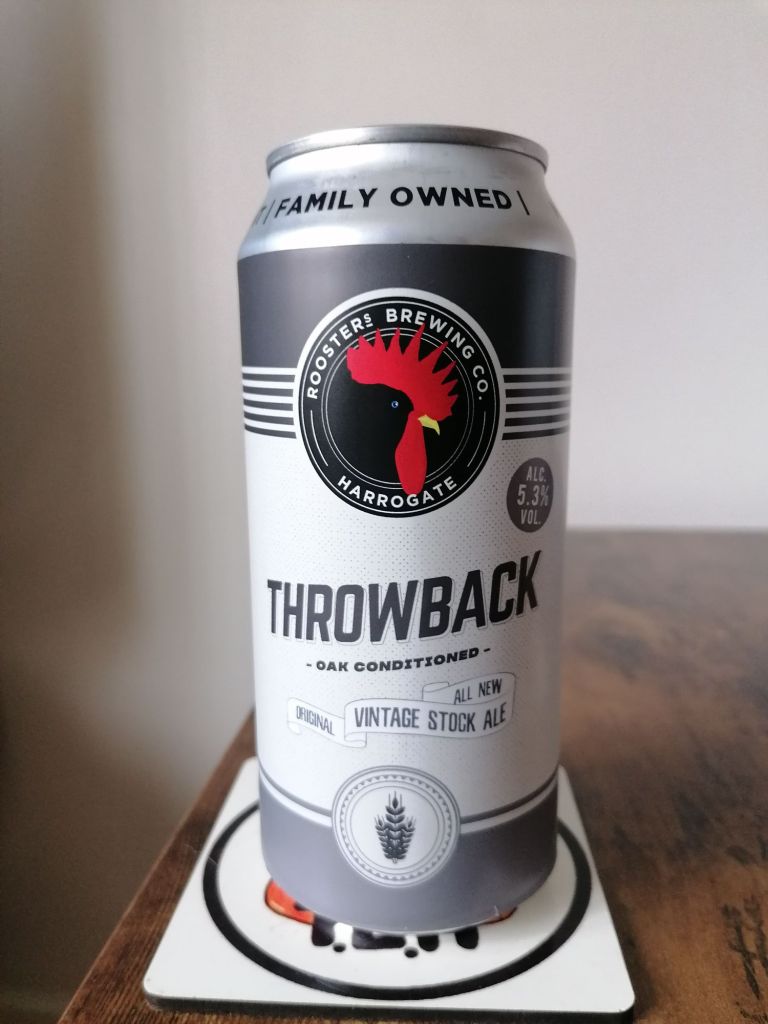 | FAMILY OWNED |
ROOSTERS BREWING CO.
HARROGATE
ALC.
5.3%
VOL.
THROWBACK
- OAK CONDITIONED -
ALL NEW
ORIGINAL VINTAGE STOCK ALE